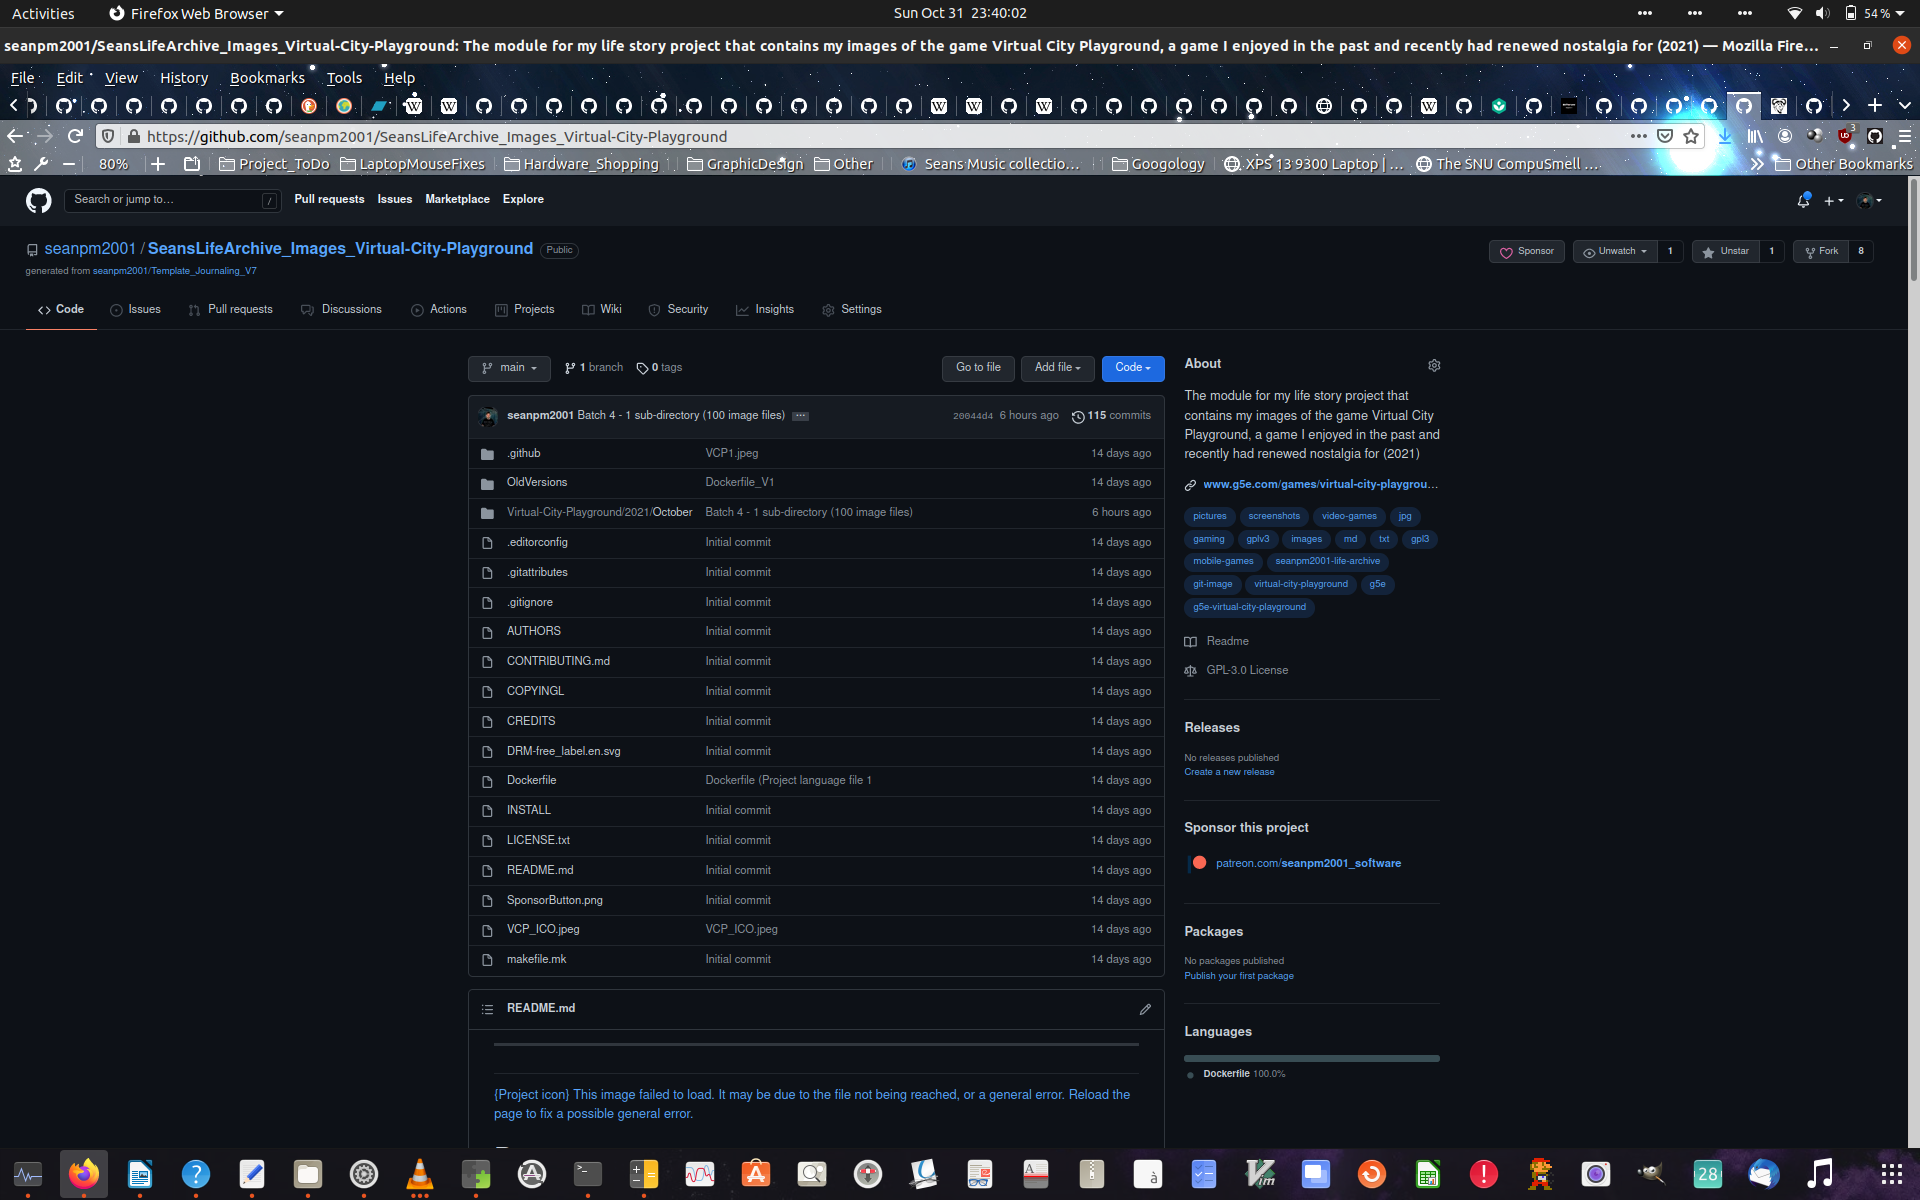 Activities Firefox Web Browser Sun Oct 31 23:40:02 54 %
seanpm2001/SeansLifeArchive_Images_Virtual-City-Playground: The module for my life story project that contains my images of the game Virtual City Playground, a game I enjoyed in the past and recently had renewed nostalgia for (2021) — Mozilla Fire…
File Edit View History Bookmarks Tools Help
https://github.com/seanpm2001/SeansLifeArchive_Images_Virtual-City-Playground 3
80% Project_ToDo LaptopMouseFixes Hardware_Shopping GraphicDesign Other Seans Music collectio… Googology XPS 13 9300 Laptop | … The SNU CompuSmell … Other Bookmarks
Search or jump to… / Pull requests Issues Marketplace Explore
seanpm2001 / SeansLifeArchive_Images_Virtual-City-Playground Public Sponsor Unwatch 1 Unstar 1 Fork 8
generated from seanpm2001/Template_Journaling_V7
Code Issues Pull requests Discussions Actions Projects Wiki Security Insights Settings
main 1 branch 0 tags Go to file Add file Code
seanpm2001 Batch 4 - 1 sub-directory (100 image files) ... 20044d4 6 hours ago 115 commits
.github VCP1.jpeg 14 days ago
OldVersions Dockerfile_V1 14 days ago
Virtual-City-Playground/2021/October Batch 4 - 1 sub-directory (100 image files) 6 hours ago
.editorconfig Initial commit 14 days ago
.gitattributes Initial commit 14 days ago
.gitignore Initial commit 14 days ago
AUTHORS Initial commit 14 days ago
CONTRIBUTING.md Initial commit 14 days ago
COPYINGL Initial commit 14 days ago
CREDITS Initial commit 14 days ago
DRM-free_label.en.svg Initial commit 14 days ago
Dockerfile Dockerfile (Project language file 1 14 days ago
INSTALL Initial commit 14 days ago
LICENSE.txt Initial commit 14 days ago
README.md Initial commit 14 days ago
SponsorButton.png Initial commit 14 days ago
VCP_ICO.jpeg VCP_ICO.jpeg 14 days ago
makefile.mk Initial commit 14 days ago
README.md
{Project icon} This image failed to load. It may be due to the file not being reached, or a general error. Reload the
page to fix a possible general error.
About
The module for my life story project that
contains my images of the game Virtual City
Playground, a game I enjoyed in the past and
recently had renewed nostalgia for (2021)
www.g5e.com/games/virtual-city-playgrou…
pictures screenshots video-games jpg
gaming gplv3 images md txt gpl3
mobile-games seanpm2001-life-archive
git-image virtual-city-playground g5e
g5e-virtual-city-playground
Readme
GPL-3.0 License
Releases
No releases published
Create a new release
Sponsor this project
patreon.com/seanpm2001_software
Packages
No packages published
Publish your first package
Languages
Dockerfile 100.0%
28